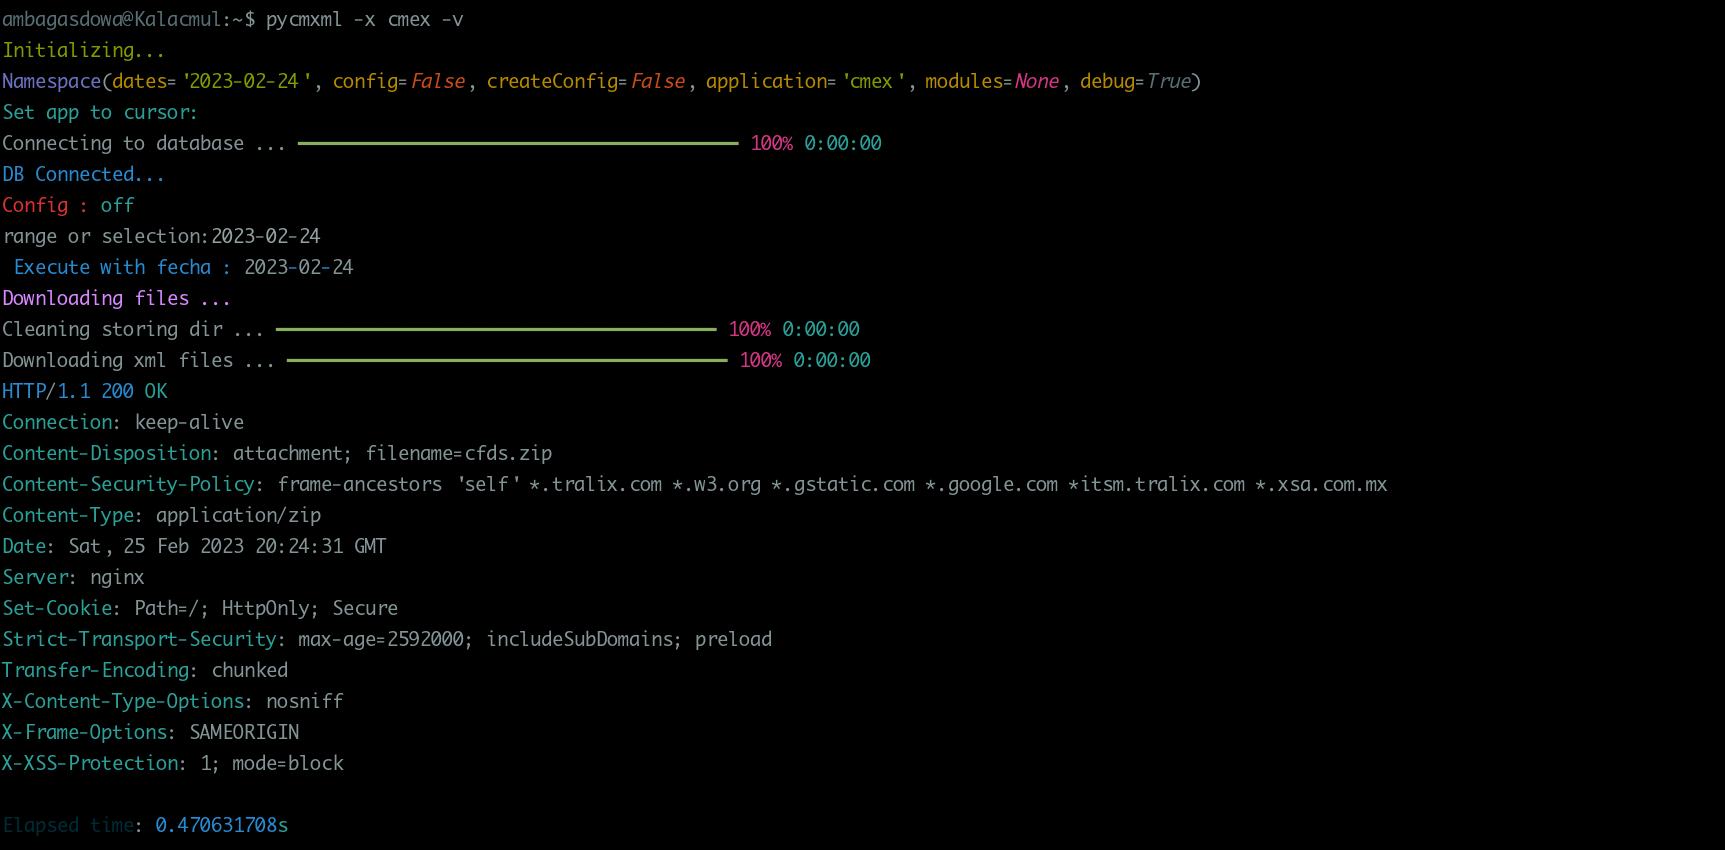 ambagasdowa@Kalacmul:~$ pycmxml -x cmex -v
Initializing...
Namespace(dates='2023-02-24', config=False, createConfig=False, application='cmex', modules=None, debug=True)
Set app to cursor:
Connecting to database ... 100% 0:00:00
DB Connected...
Config : off
range or selection:2023-02-24
Execute with fecha : 2023-02-24
Downloading files ...
Cleaning storing dir ... 100% 0:00:00
Downloading xml files ... 100% 0:00:00
HTTP/1.1 200 OK
Connection: keep-alive
Content-Disposition: attachment; filename=cfds.zip
Content-Security-Policy: frame-ancestors 'self' *.tralix.com *.w3.org *.gstatic.com *.google.com *itsm.tralix.com *.xsa.com.mx
Content-Type: application/zip
Date: Sat, 25 Feb 2023 20:24:31 GMT
Server: nginx
Set-Cookie: Path=/; HttpOnly; Secure
Strict-Transport-Security: max-age=2592000; includeSubDomains; preload
Transfer-Encoding: chunked
X-Content-Type-Options: nosniff
X-Frame-Options: SAMEORIGIN
X-XSS-Protection: 1; mode=block
Elapsed time: 0.470631708s